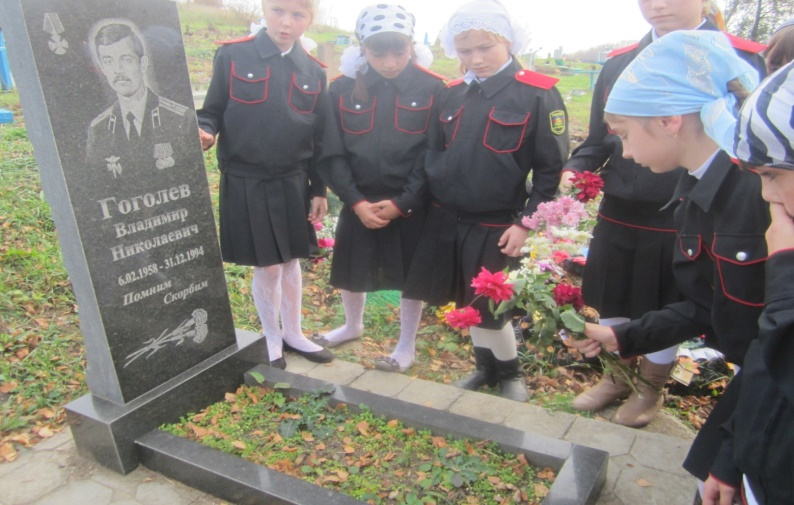 Гоголев
Владимир
Николаевич
6.02.1958 - 31.12.1994
Помним Скорбим